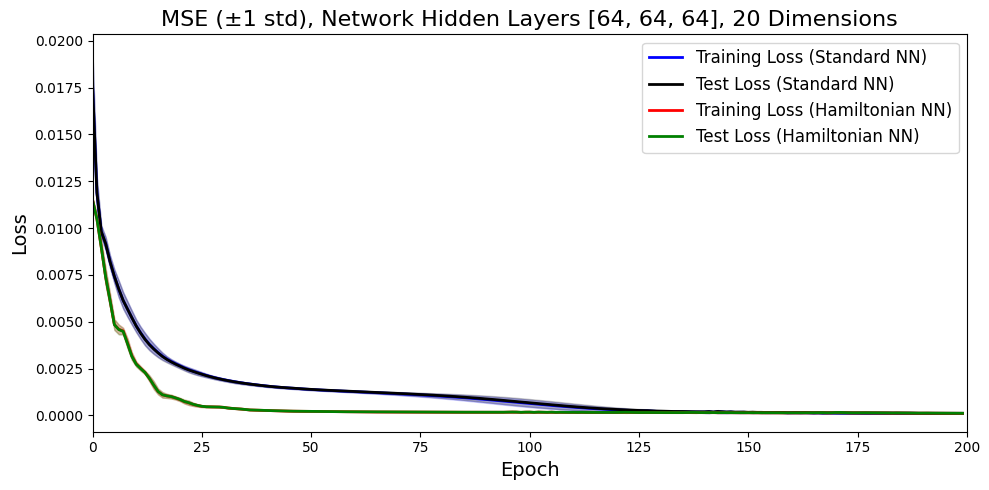 MSE (±1 std), Network Hidden Layers [64, 64, 64], 20 Dimensions
Training Loss (Standard NN)
Test Loss (Standard NN)
Training Loss (Hamiltonian NN)
Test Loss (Hamiltonian NN)
Loss
0.0200
0.0175
0.0150
0.0125
0.0100
0.0075
0.0050
0.0025
0.0000
0 25 50 75 100 125 150 175 200
Epoch